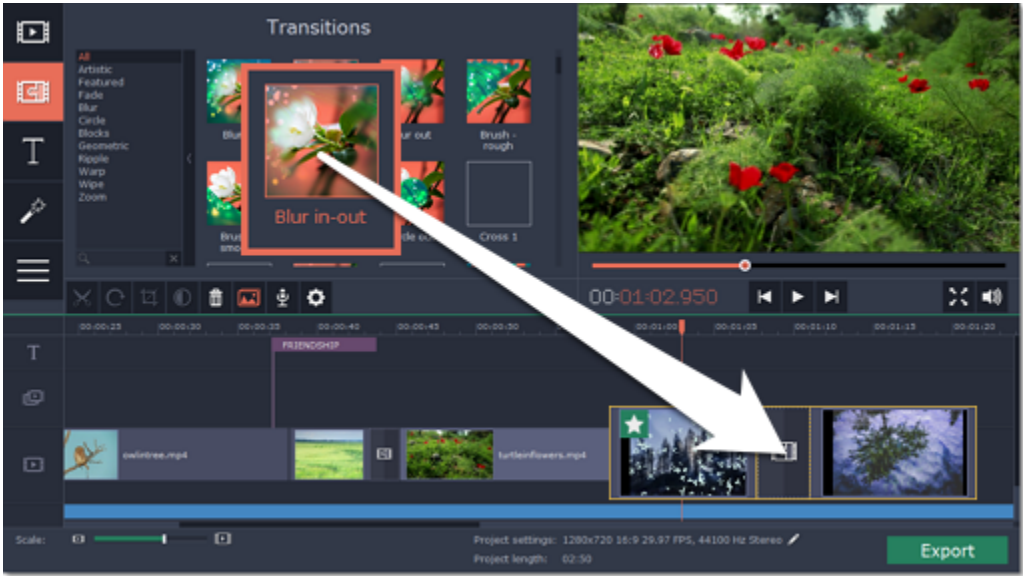 Transitions
All
Artistic
Featured
Fade
Blur
Circle
Blocks
Geometric
Ripple
Warp
Wipe
Zoom
Blur in-out
Brush -
rough
Cross 1
00:01:02.950
00:00:25
00:00:30
00:00:35
00:00:40
00:00:45
00:00:50
00:01:00
00:01:05
00:01:10
00:01:15
00:01:20
T
FRIENDSHIP
owlintree.mp4
turtleinflowers.mp4
Scale:
Project settings: 1280x720 16:9 29.97 FPS, 44100 Hz Stereo
Project length: 02:50
Export